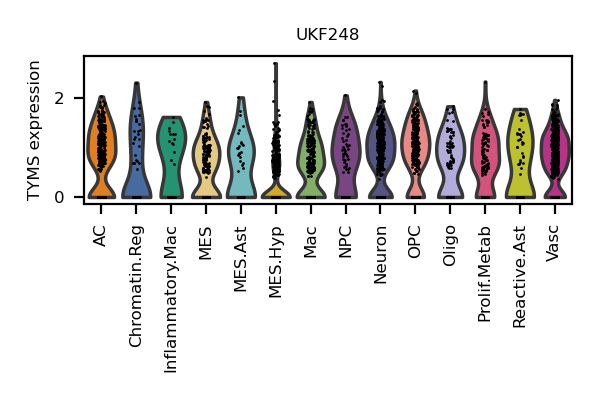 UKF248
TYMS expression
2
0
AC
Chromatin.Reg
Inflammatory.Mac
MES
MES.Ast
MES.Hyp
Mac
NPC
Neuron
OPC
Oligo
Prolif.Metab
Reactive.Ast
Vasc